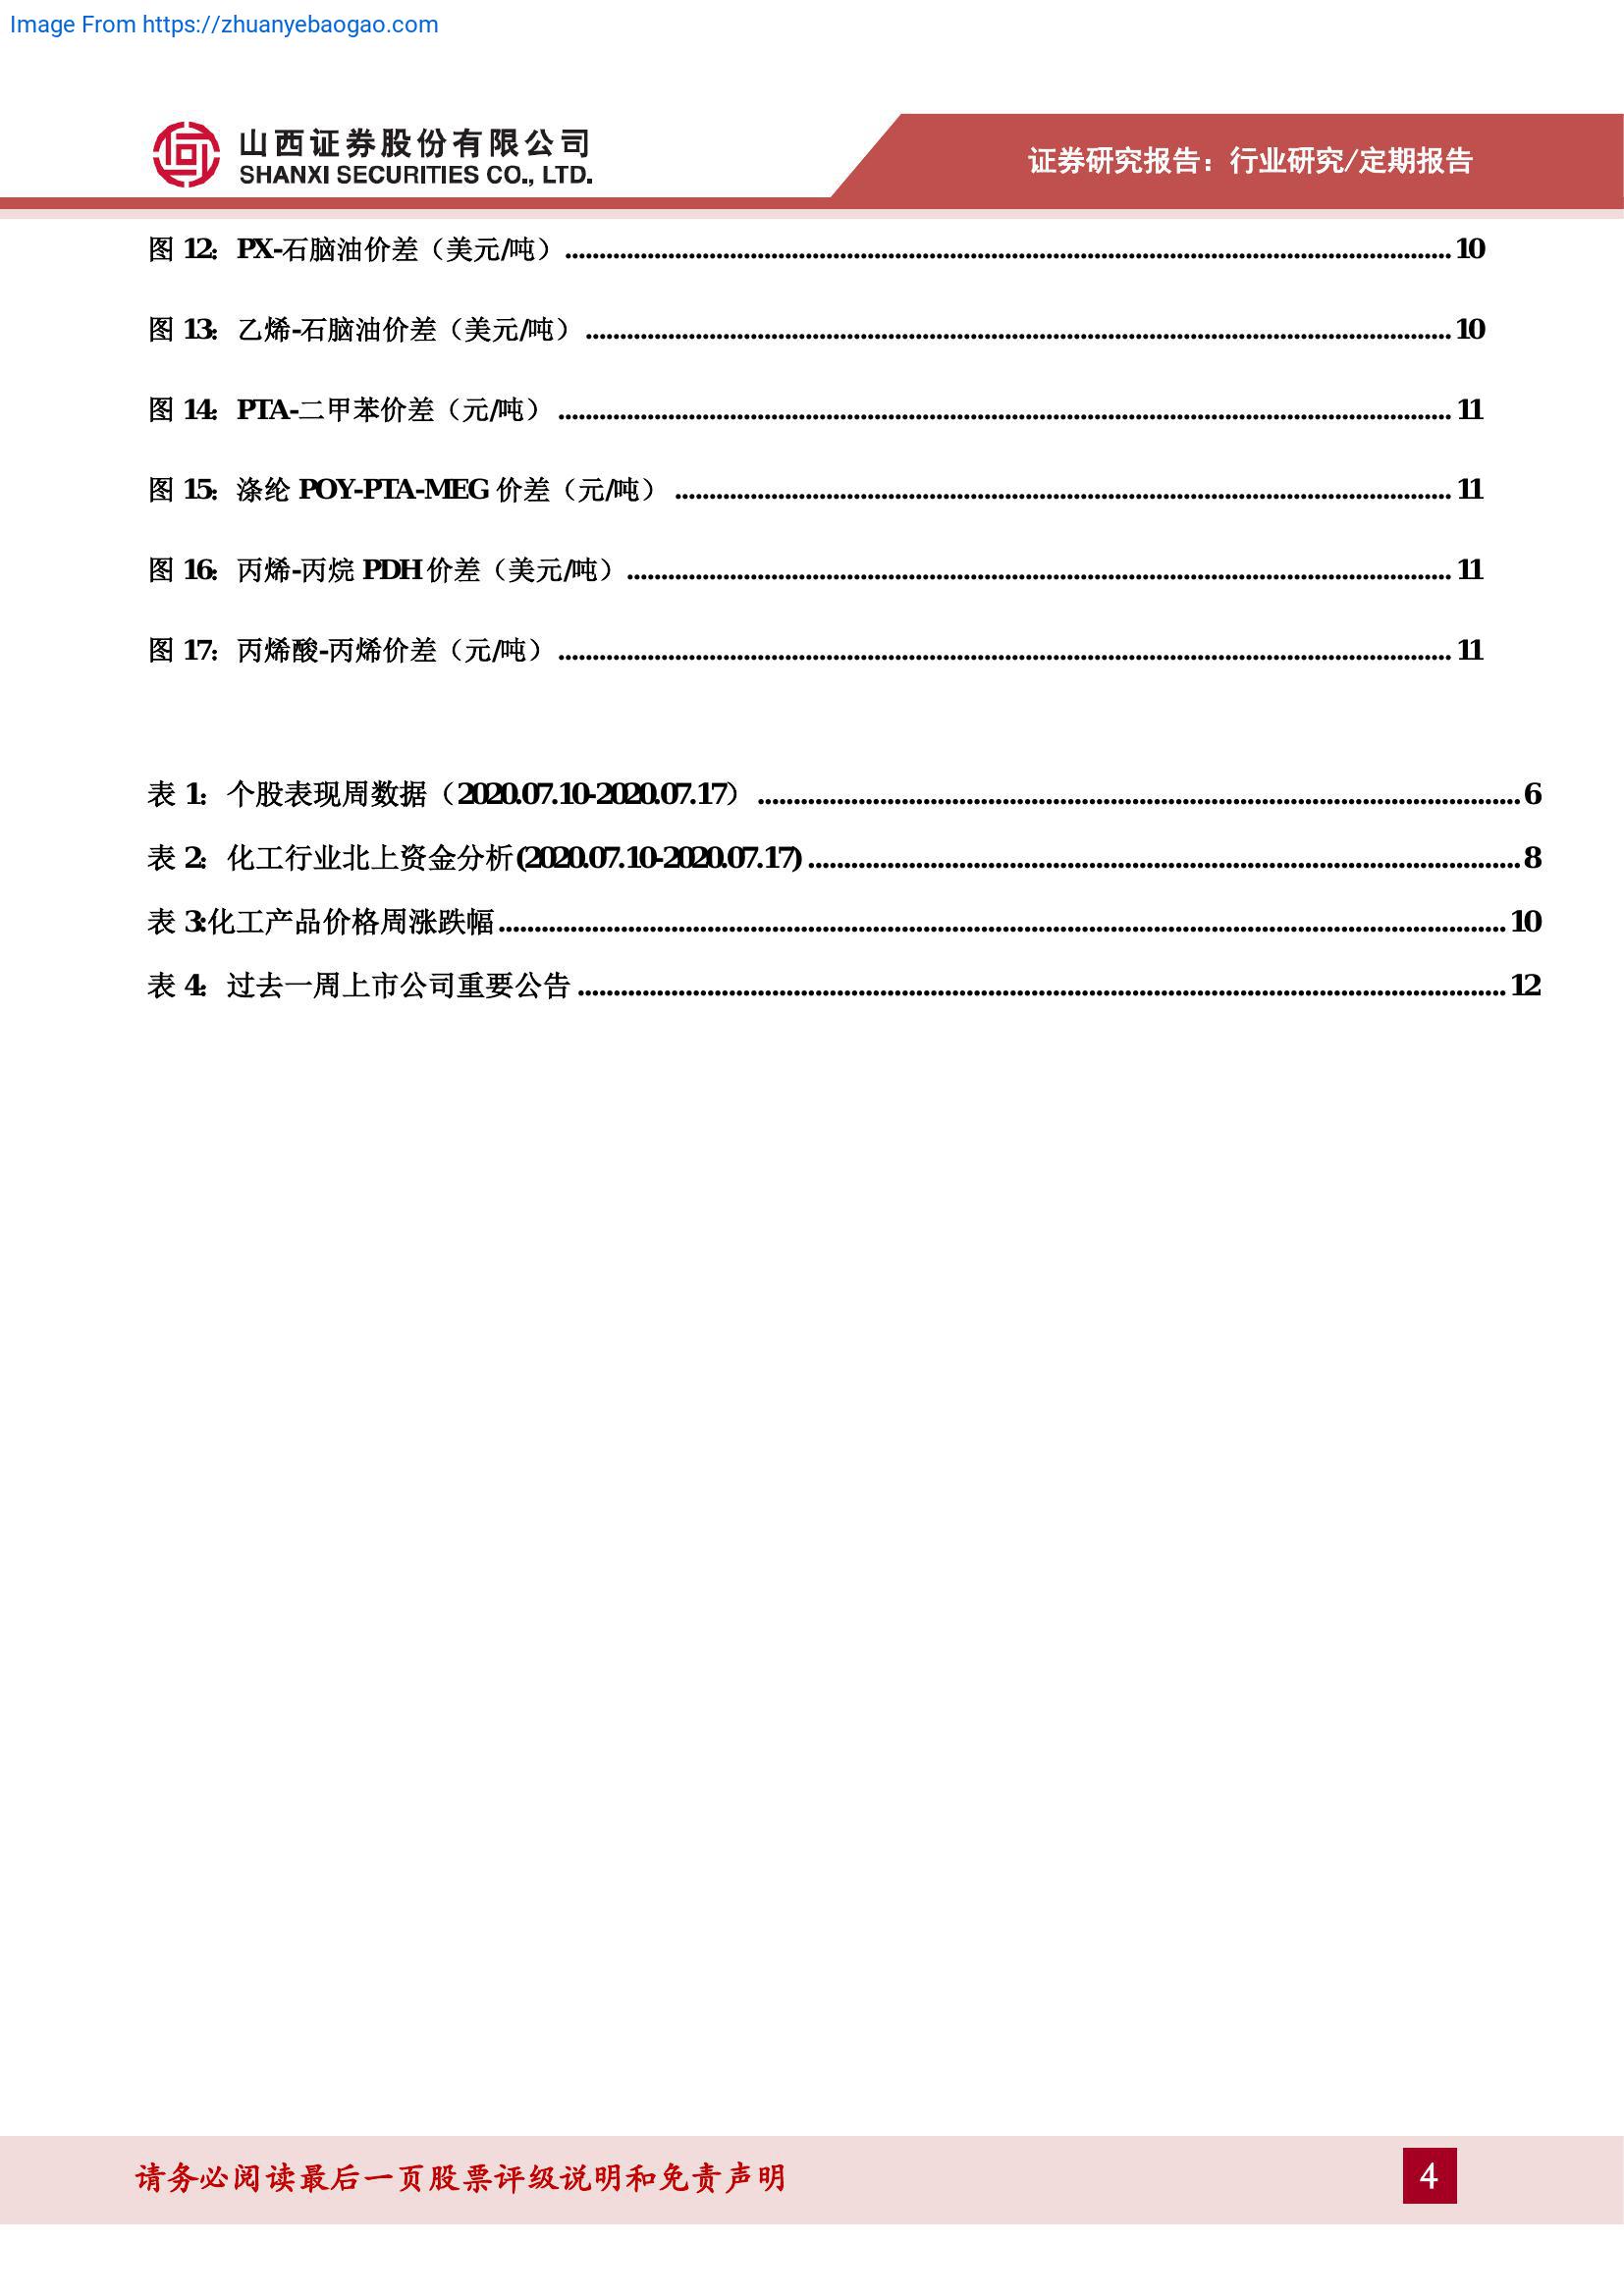 Image From https://zhuanyebaogao.com
山西证券股份有限公司
SHANXI SECURITIES CO., LTD.
证券研究报告：行业研究/定期报告
图 12：PX-石脑油价差（美元/吨）........10
图 13：乙烯-石脑油价差（美元/吨）........10
图 14：PTA-二甲苯价差（元/吨）........11
图 15：涤纶 POY-PTA-MEG 价差（元/吨）........11
图 16：丙烯-丙烷 PDH 价差（美元/吨）........11
图 17：丙烯酸-丙烯价差（元/吨）........11
表 1：个股表现周数据（2020.07.10-2020.07.17）........6
表 2：化工行业北上资金分析(2020.07.10-2020.07.17)........8
表 3:化工产品价格周涨跌幅........10
表 4：过去一周上市公司重要公告........12
请务必阅读最后一页股票评级说明和免责声明
4